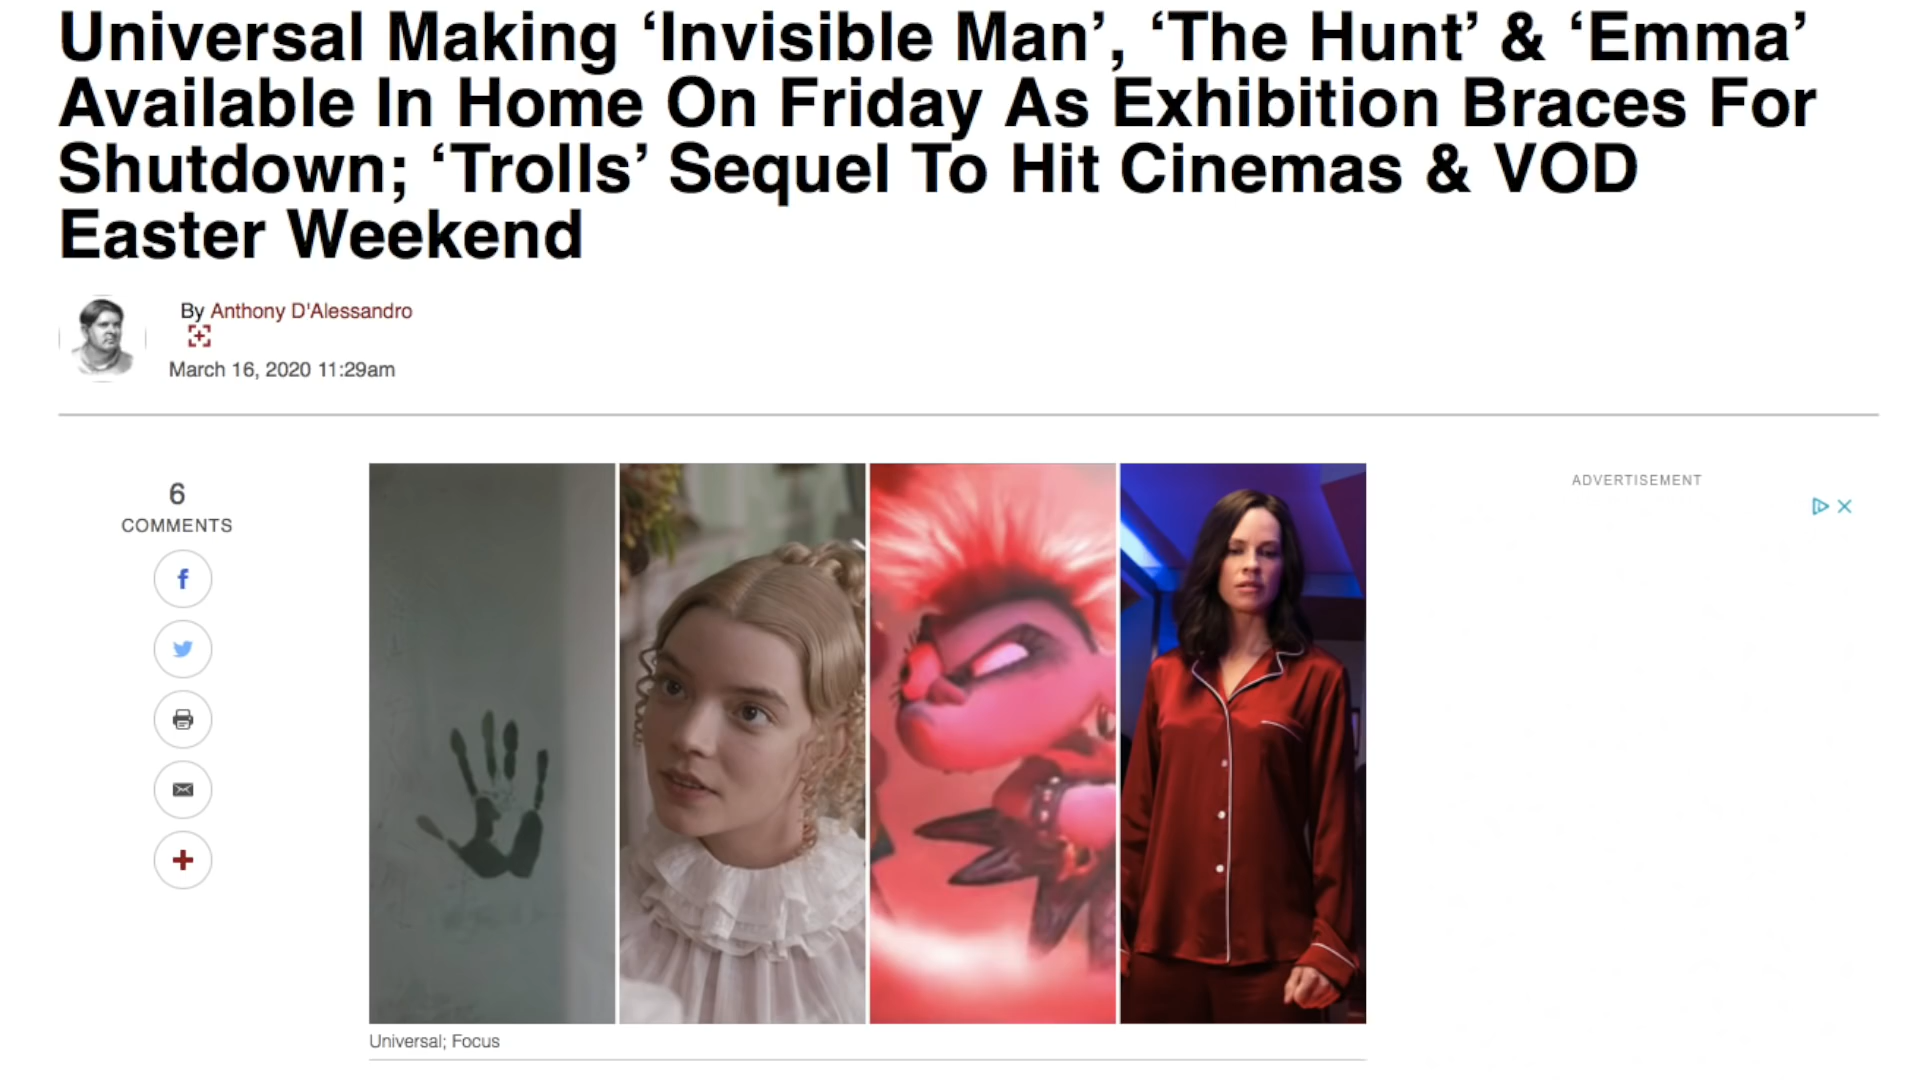 Universal Making ‘Invisible Man’, ‘The Hunt’ & ‘Emma’
Available In Home On Friday As Exhibition Braces For
Shutdown; ‘Trolls’ Sequel To Hit Cinemas & VOD
Easter Weekend
By Anthony D'Alessandro
March 16, 2020 11:29am
6
COMMENTS
ADVERTISEMENT
Universal; Focus